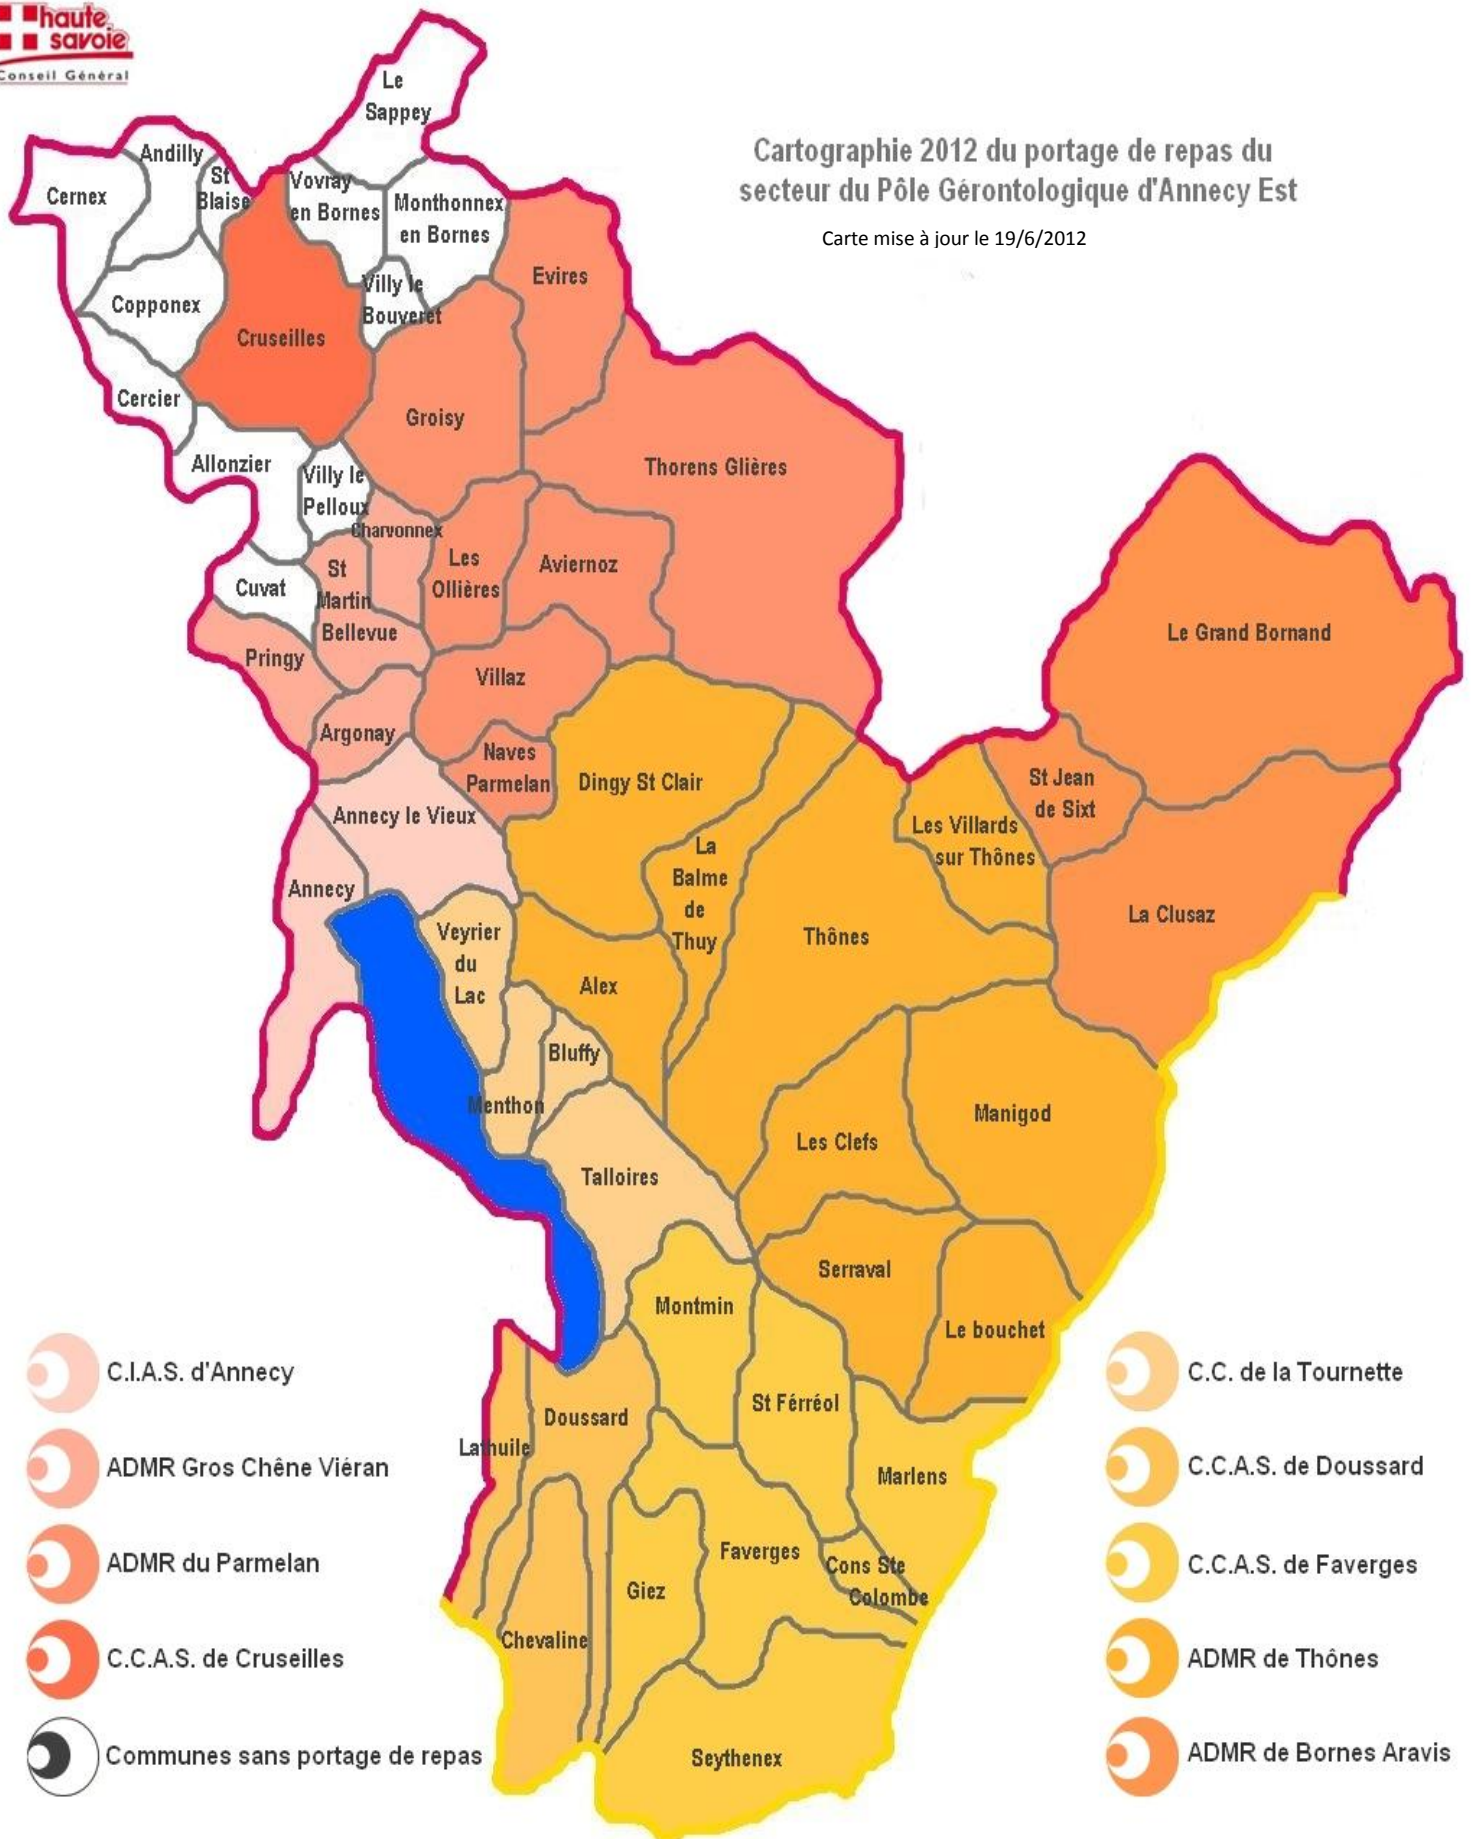 haute
savoie
Conseil Général
Cartographie 2012 du portage de repas du
secteur du Pôle Gérontologique d'Annecy Est
Carte mise à jour le 19/6/2012
Le
Sappey
Andilly
St
Blaise
Cernex
Vovray
en Bornes
Monthonnex
en Bornes
Evires
Villy le
Bouveret
Copponex
Cruseilles
Cercier
Groisy
Allonzier
Villy le
Pelloux
Thorens Glières
Charvonnex
Les
Ollières
Aviernoz
St
Martin
Bellevue
Cuvat
Le Grand Bornand
Pringy
Villaz
Argonay
Naves
Parmelan
Dingy St Clair
St Jean
de Sixt
Annecy le Vieux
Les Villards
sur Thônes
La
Balme
de
Thuy
Annecy
La Clusaz
Veyrier
du
Lac
Thônes
Alex
Bluffy
Menthon
Manigod
Les Clefs
Talloires
Serraval
Montmin
Le bouchet
St Férréol
Doussard
Lathuile
Marlens
Faverges
Cons Ste
Colombe
Giez
Chevaline
Seythenex
C.I.A.S. d'Annecy
ADMR Gros Chêne Viéran
ADMR du Parmelan
C.C.A.S. de Cruseilles
Communes sans portage de repas
C.C. de la Tournette
C.C.A.S. de Doussard
C.C.A.S. de Faverges
ADMR de Thônes
ADMR de Bornes Aravis